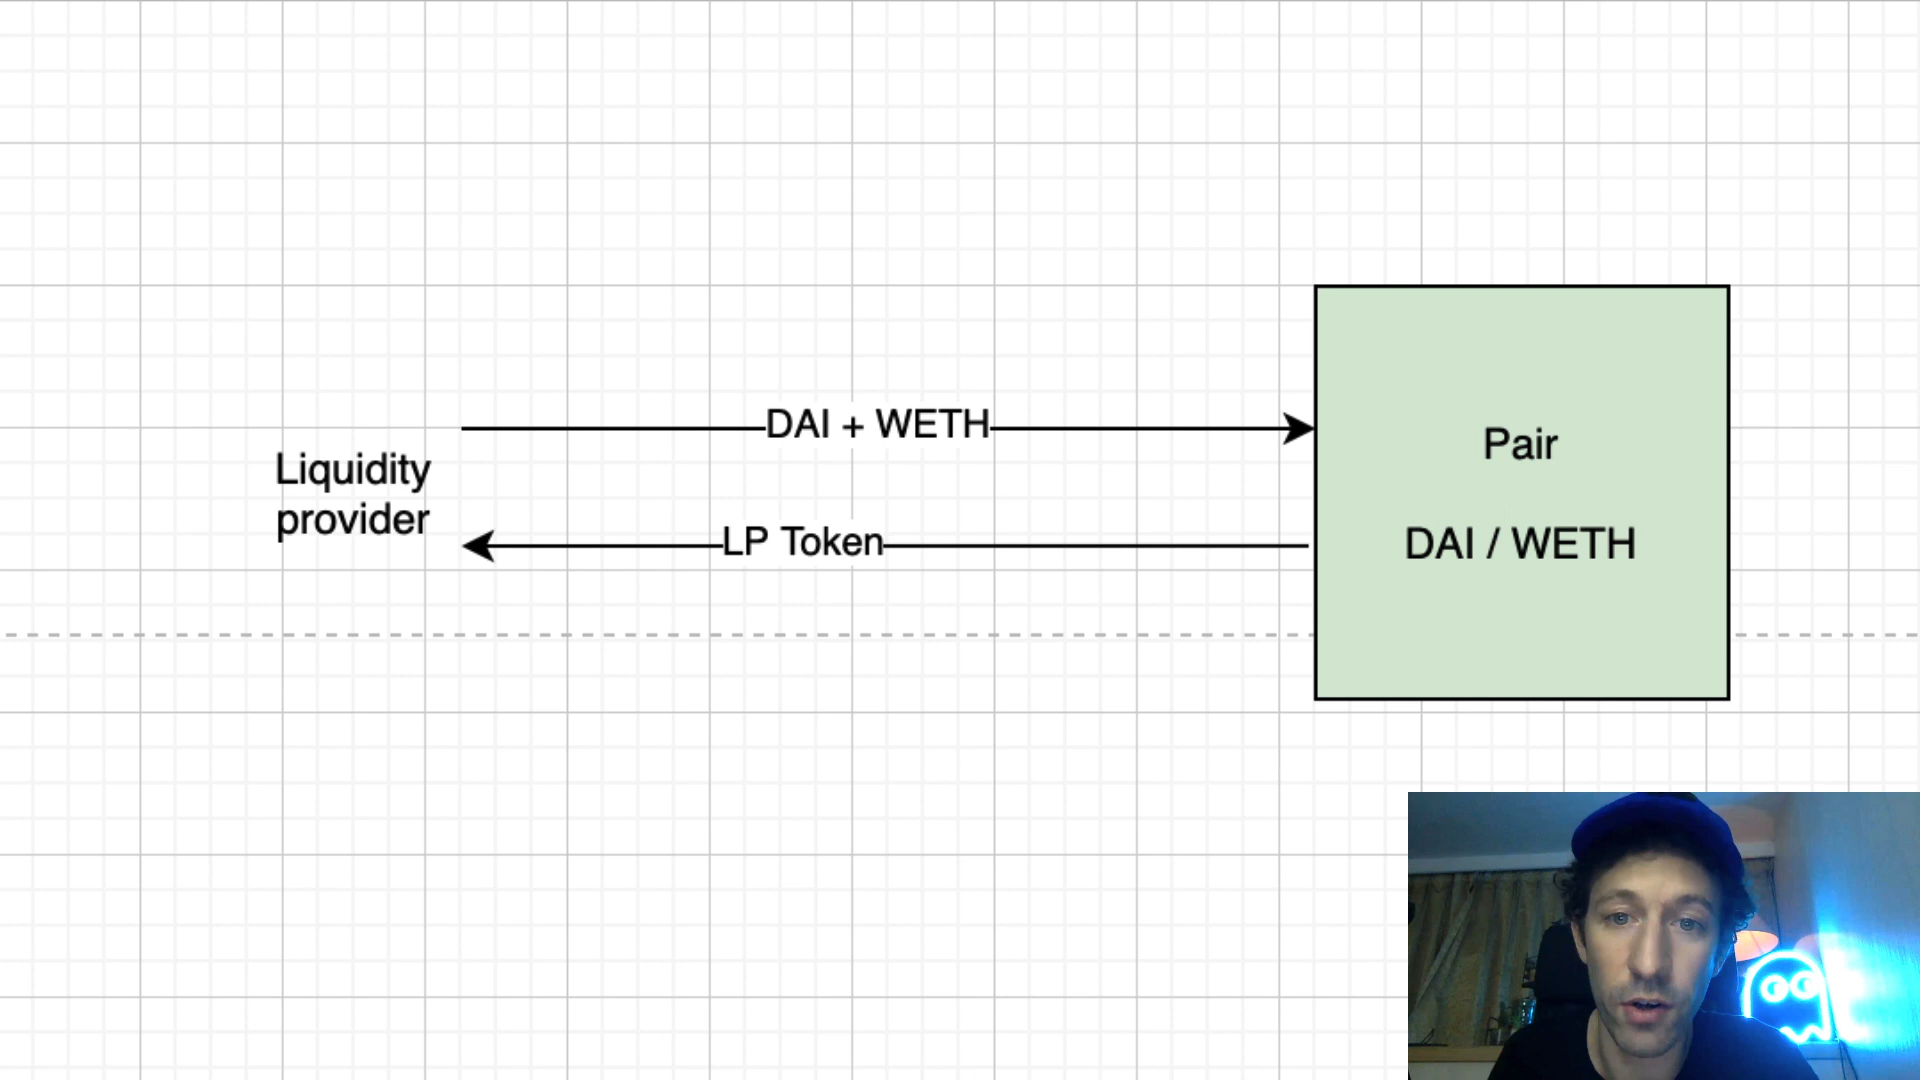 DAI + WETH
Liquidity
provider
LP Token
Pair
DAI / WETH